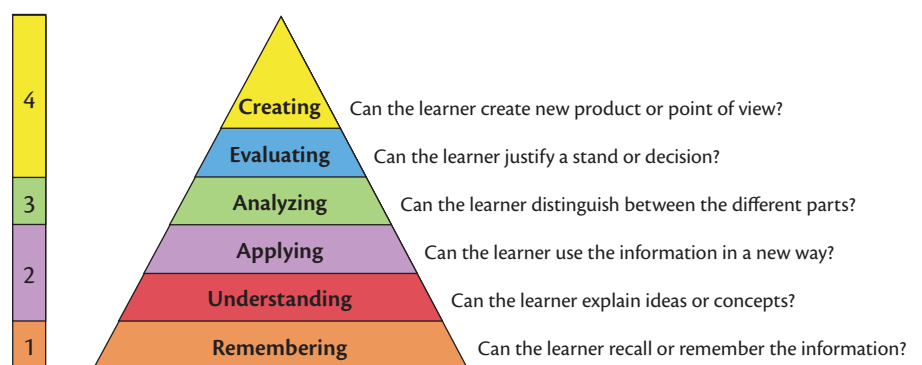 4
Creating Can the learner create new product or point of view?
Evaluating Can the learner justify a stand or decision?
3 Analyzing Can the learner distinguish between the different parts?
2
Applying Can the learner use the information in a new way?
Understanding Can the learner explain ideas or concepts?
1 Remembering Can the learner recall or remember the information?